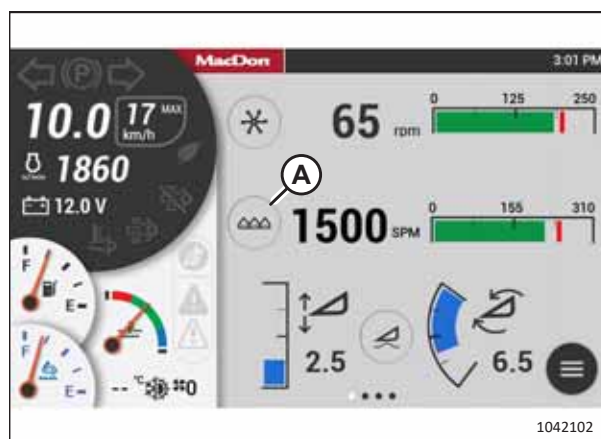 MacDon
3:01 PM
P
10.0 17 MAX km/h
n/min 1860
12.0 V
65 rpm
0 125 250
A
1500 SPM
0 155 310
F
E
F
E
-- °C 0
2.5
6.5
1042102